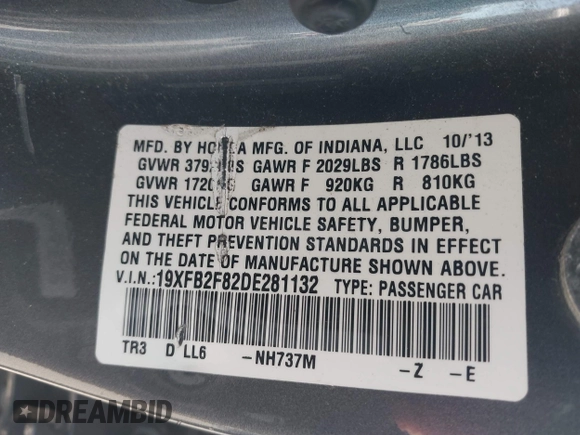 MFD. BY HONDA MFG. OF INDIANA, LLC 10/'13
GVWR GAWR F 2029LBS R 1786LBS
GVWR GAWR F 920KG R 810KG
THIS VEHICLE CONFORMS TO ALL APPLICABLE
FEDERAL MOTOR VEHICLE SAFETY, BUMPER,
AND THEFT PREVENTION STANDARDS IN EFFECT
ON THE DATE OF MANUFACTURE SHOWN ABOVE.
V.I.N.:19XFB2F82DE281132 TYPE: PASSENGER CAR
TR3 LL6 -NH737M -Z -E
DREAMBID